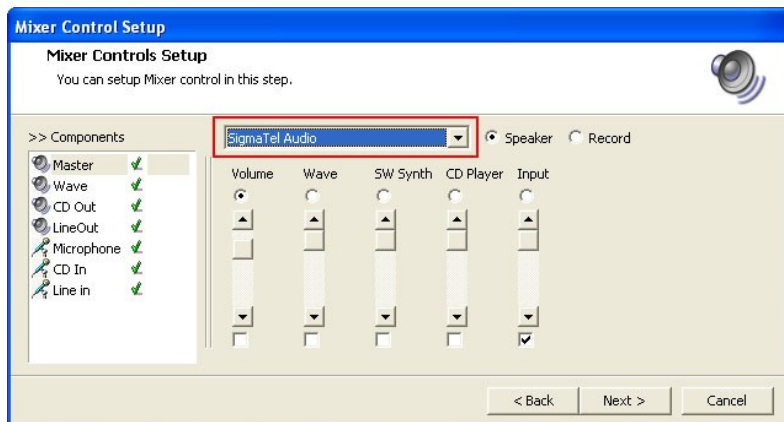 Mixer Control Setup
Mixer Controls Setup
You can setup Mixer control in this step.
>> Components
SigmaTel Audio
Speaker
Record
Master
Wave
CD Out
LineOut
Microphone
CD In
Line in
Volume Wave SW Synth CD Player Input
< Back Next > Cancel